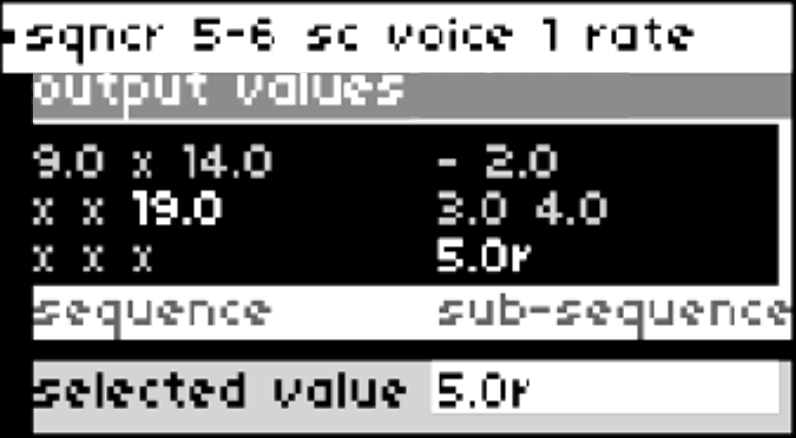 sqncr 5-6 sc voice 1 rate
output values
9.0 x 14.0 - 2.0
x x 19.0 3.0 4.0
x x x 5.0r
sequence sub-sequence
selected value 5.0r